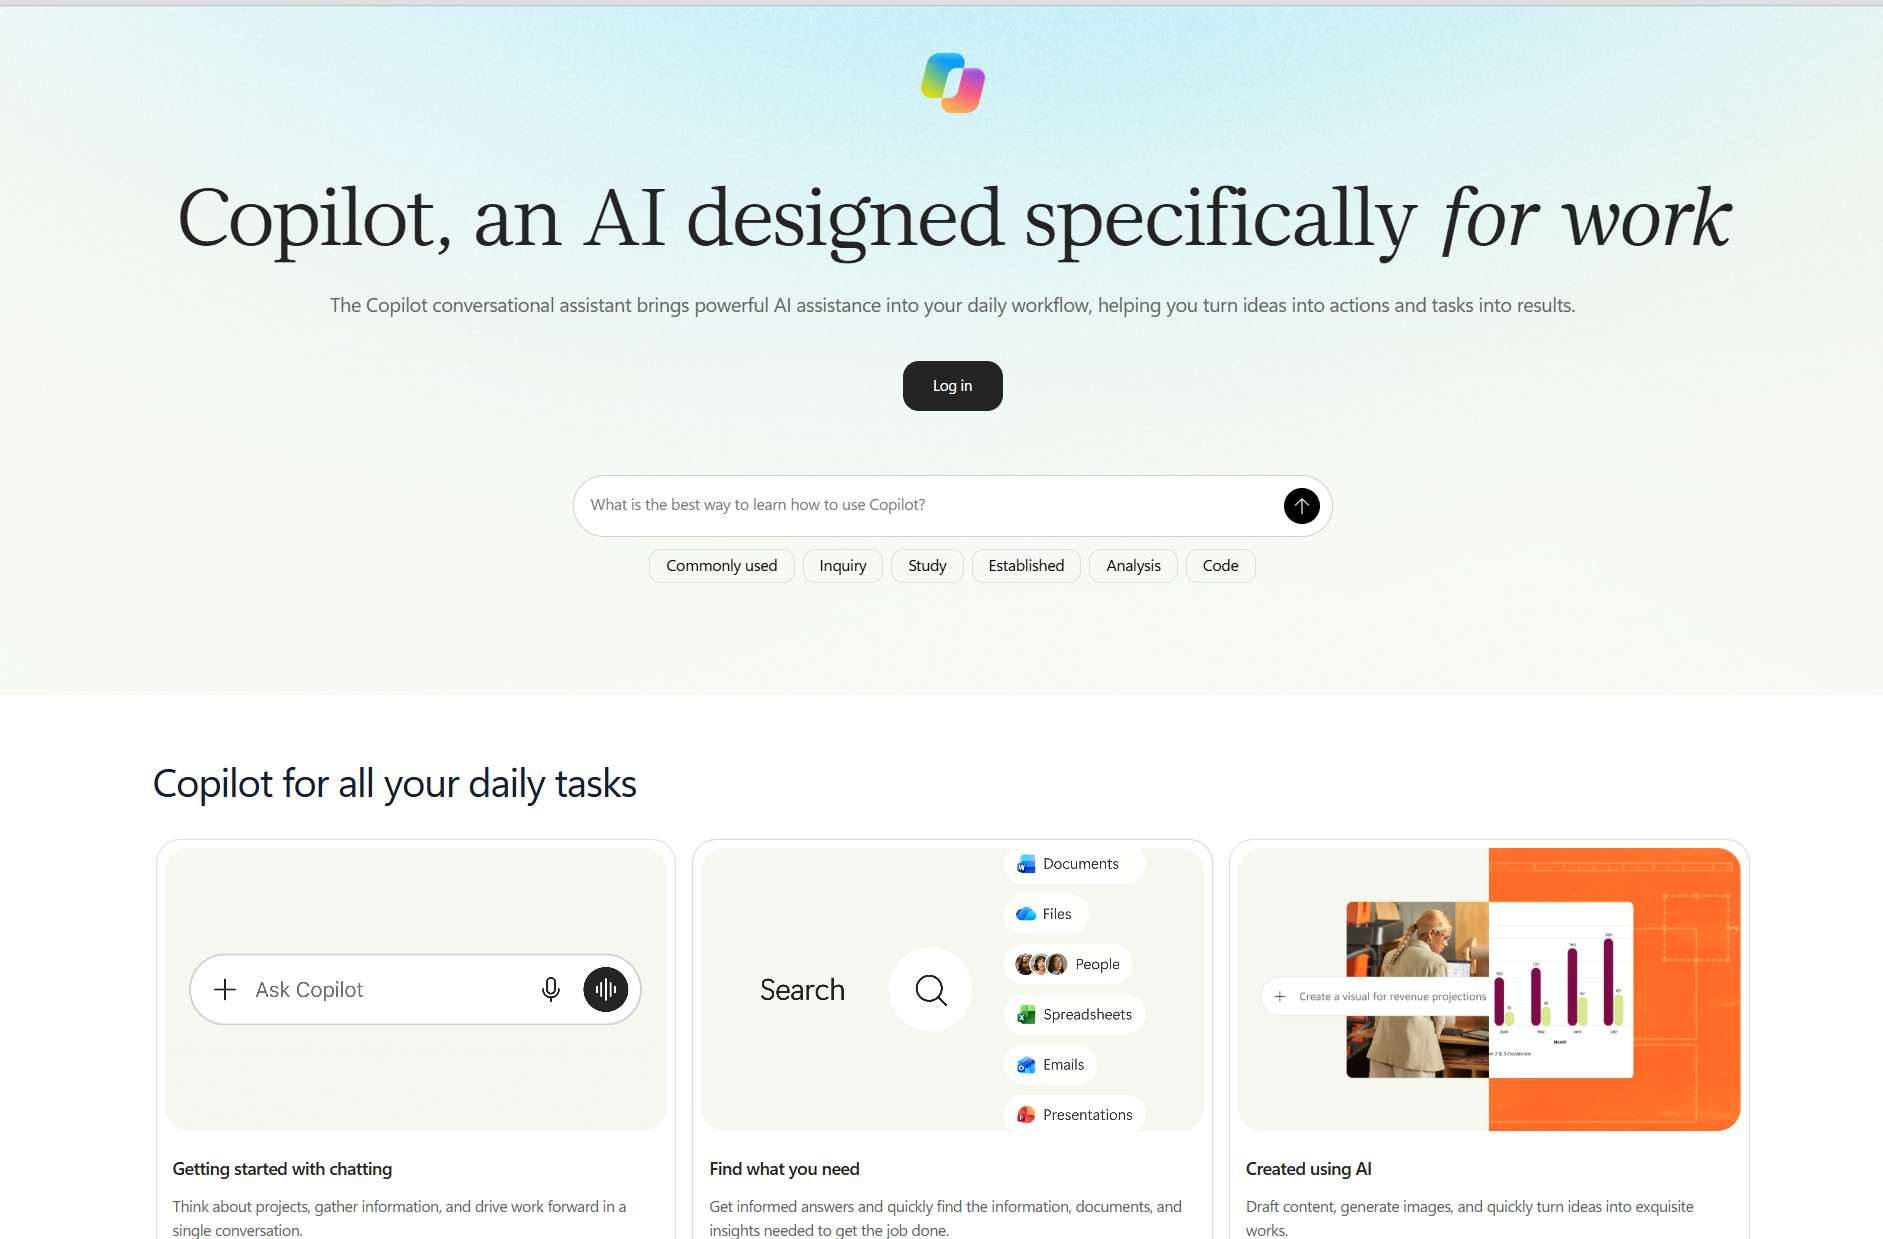 Copilot, an AI designed specifically for work
The Copilot conversational assistant brings powerful AI assistance into your daily workflow, helping you turn ideas into actions and tasks into results.
Log in
What is the best way to learn how to use Copilot?
Commonly used
Inquiry
Study
Established
Analysis
Code
Copilot for all your daily tasks
Ask Copilot
Getting started with chatting
Think about projects, gather information, and drive work forward in a
single conversation.
Search
Documents
Files
People
Spreadsheets
Emails
Presentations
Find what you need
Get informed answers and quickly find the information, documents, and
insights needed to get the job done.
Create a visual for revenue projections
Month
Created using AI
Draft content, generate images, and quickly turn ideas into exquisite
works.